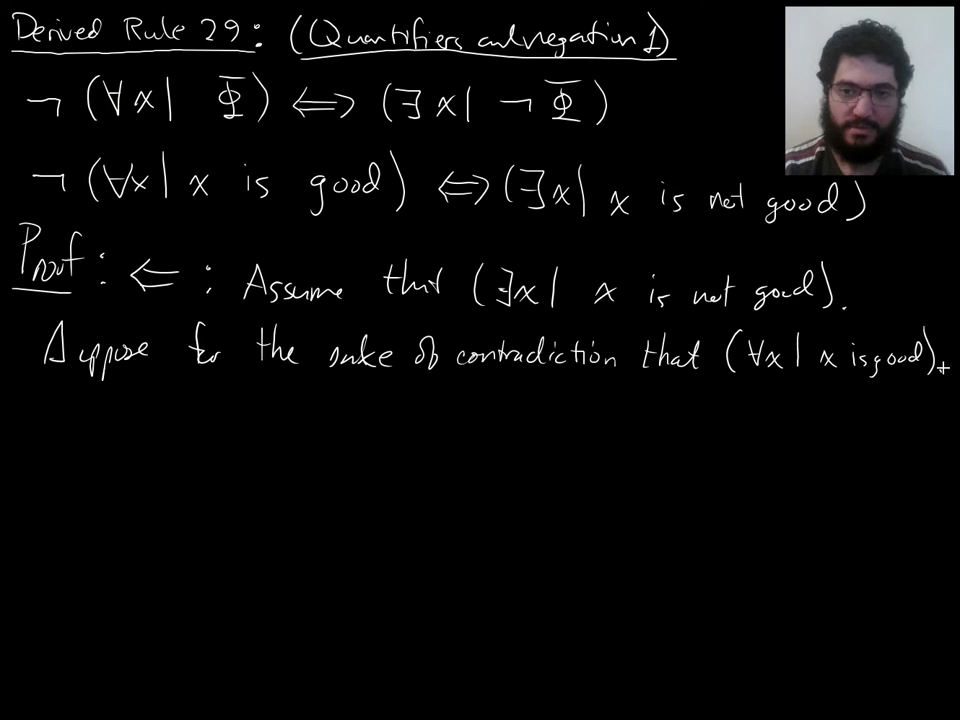 Derived Rule 29: (Quantifiers and negation 1)
¬ (∀x | Φ) ⇔ (∃x | ¬ Φ)
¬ (∀x | x is good) ⇔ (∃x | x is not good)
Proof: ⇐ : Assume that (∃x | x is not good).
Suppose for the sake of contradiction that (∀x | x is good)+